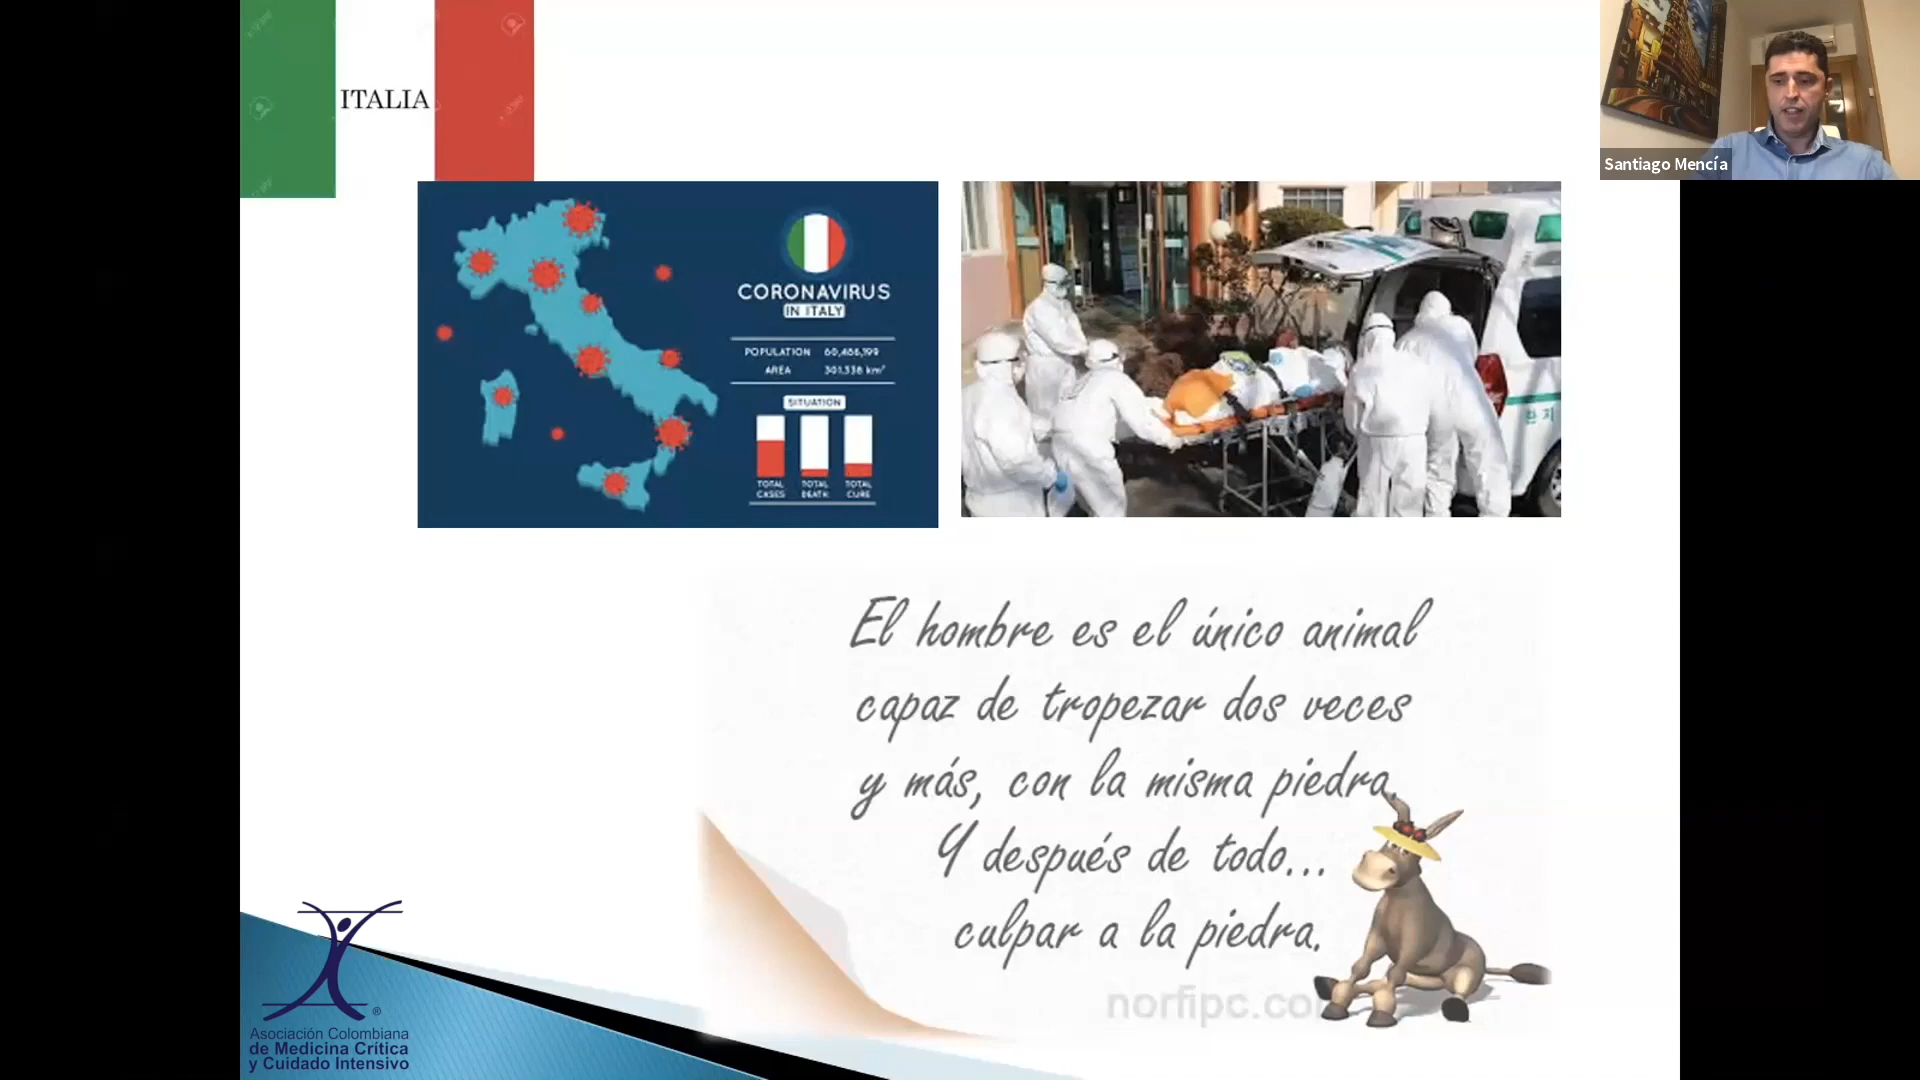 ITALIA
Santiago Mencía
CORONAVIRUS
IN ITALY
POPULATION 60,486,199
AREA 301,338 km²
SITUATION
TOTAL CASES
TOTAL DEATH
TOTAL CURE
El hombre es el único animal
capaz de tropezar dos veces
y más, con la misma piedra.
Y después de todo...
culpar a la piedra.
norfipc.co
Asociación Colombiana
de Medicina Crítica
y Cuidado Intensivo
®